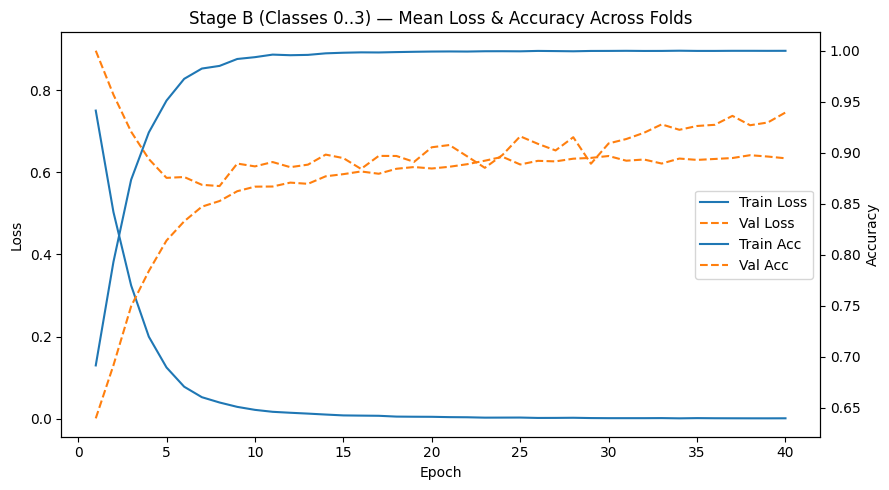 Stage B (Classes 0..3) — Mean Loss & Accuracy Across Folds
Loss
0.8
0.6
0.4
0.2
0.0
1.00
0.95
0.90
0.85
0.80
0.75
0.70
0.65
Accuracy
Train Loss
Val Loss
Train Acc
Val Acc
0 5 10 15 20 25 30 35 40
Epoch